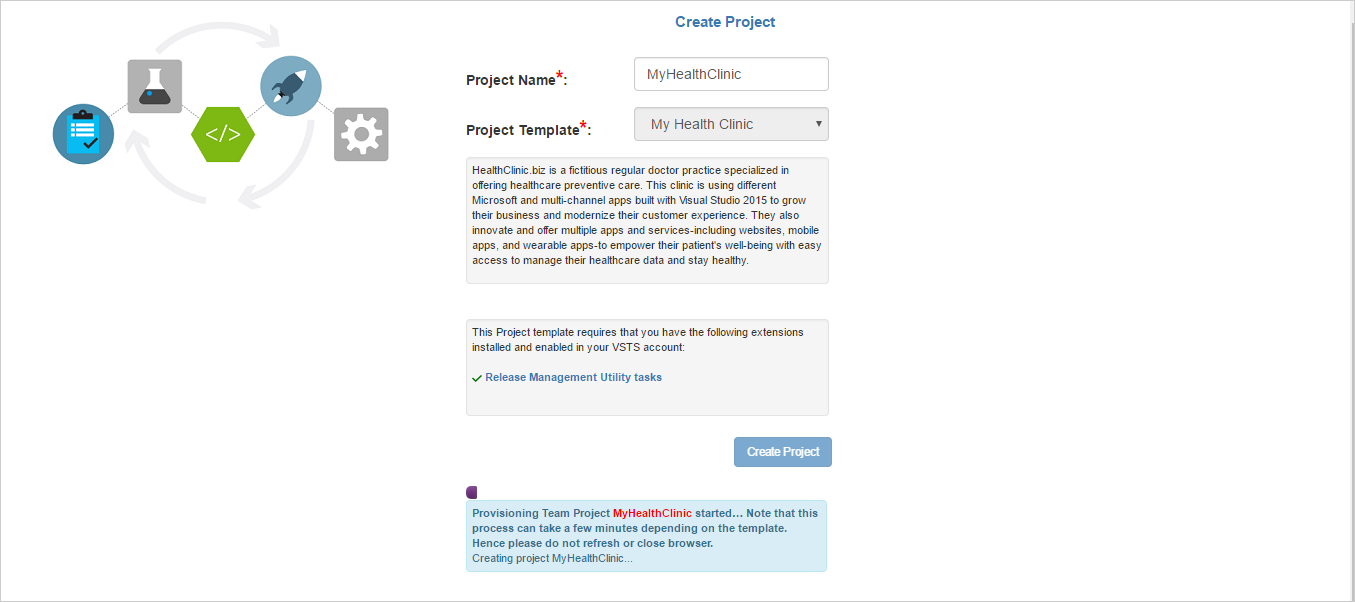 Create Project
Project Name*:
MyHealthClinic
Project Template*:
My Health Clinic
HealthClinic.biz is a fictitious regular doctor practice specialized in
offering healthcare preventive care. This clinic is using different
Microsoft and multi-channel apps built with Visual Studio 2015 to grow
their business and modernize their customer experience. They also
innovate and offer multiple apps and services-including websites, mobile
apps, and wearable apps-to empower their patient's well-being with easy
access to manage their healthcare data and stay healthy.
This Project template requires that you have the following extensions
installed and enabled in your VSTS account:
Release Management Utility tasks
Create Project
Provisioning Team Project MyHealthClinic started... Note that this
process can take a few minutes depending on the template.
Hence please do not refresh or close browser.
Creating project MyHealthClinic...